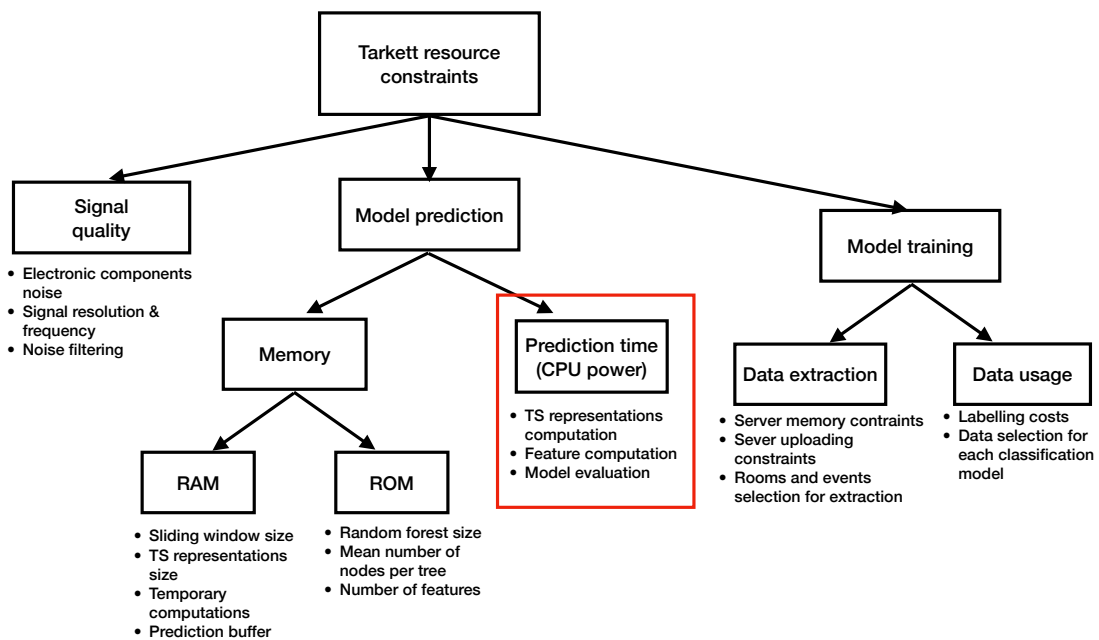 Tarkett resource
constraints
Signal
quality
• Electronic components
noise
• Signal resolution &
frequency
• Noise filtering
Model prediction
Model training
Memory
Prediction time
(CPU power)
• TS representations
computation
• Feature computation
• Model evaluation
Data extraction
• Server memory contraints
• Sever uploading
constraints
• Rooms and events
selection for extraction
Data usage
• Labelling costs
• Data selection for
each classification
model
RAM
• Sliding window size
• TS representations
size
• Temporary
computations
• Prediction buffer
ROM
• Random forest size
• Mean number of
nodes per tree
• Number of features